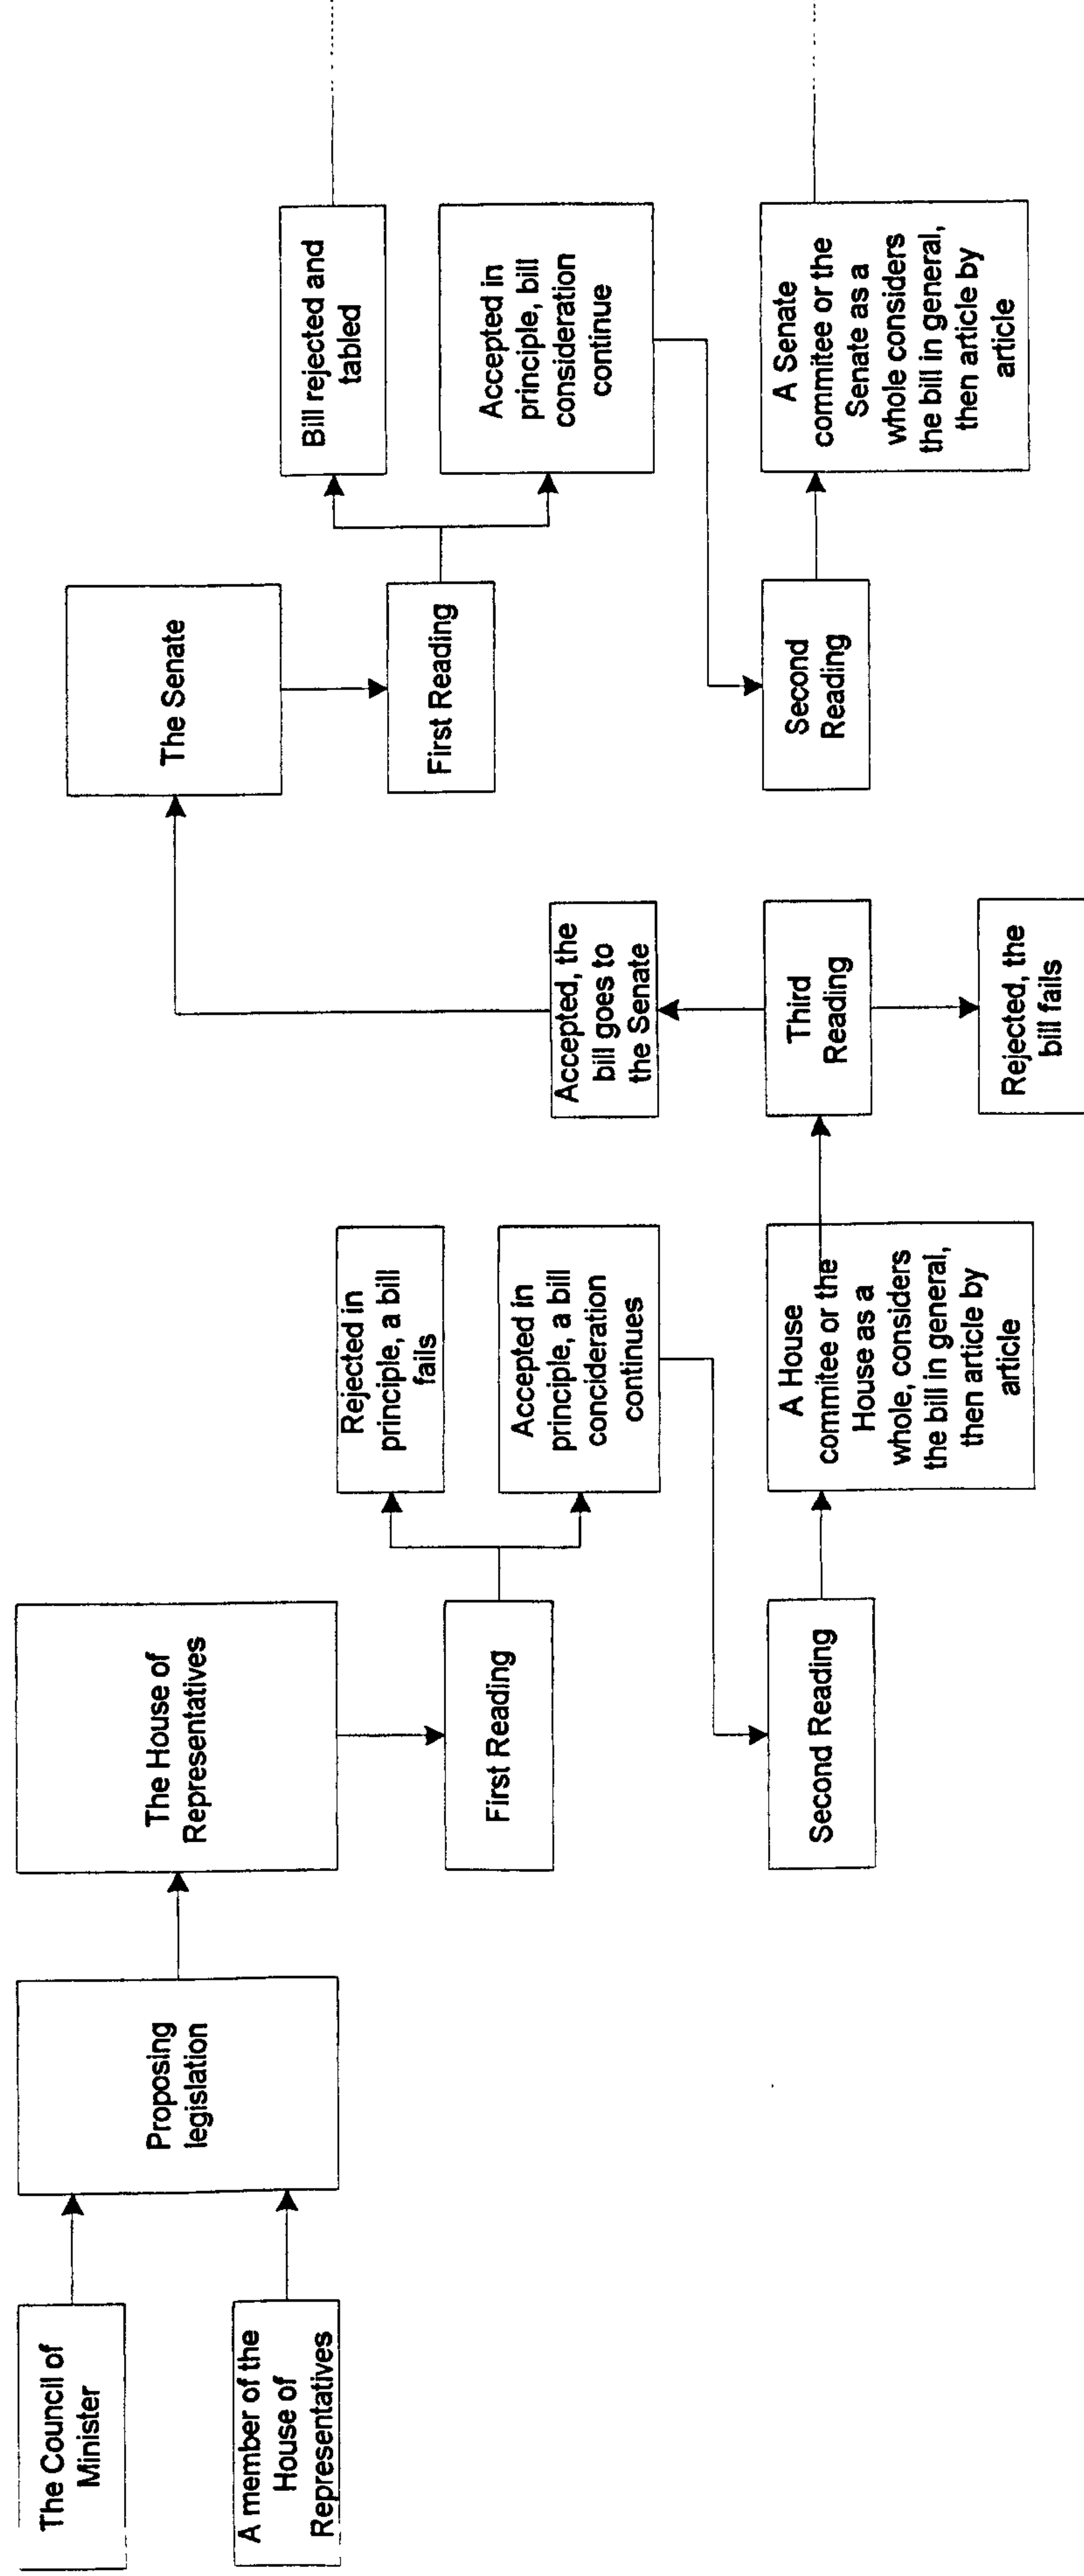 The Council of
Minister
A member of the
House of
Representatives
Proposing
legislation
The House of
Representatives
First Reading
Rejected in
principle, a bill
fails
Accepted in
principle, a bill
concideration
continues
Second Reading
A House
commitee or the
House as a
whole, considers
the bill in general,
then article by
article
Third
Reading
Accepted, the
bill goes to
the Senate
Rejected, the
bill fails
The Senate
First Reading
Bill rejected and
tabled
Accepted in
principle, bill
consideration
continue
Second
Reading
A Senate
commitee or the
Senate as a
whole considers
the bill in general,
then article by
article